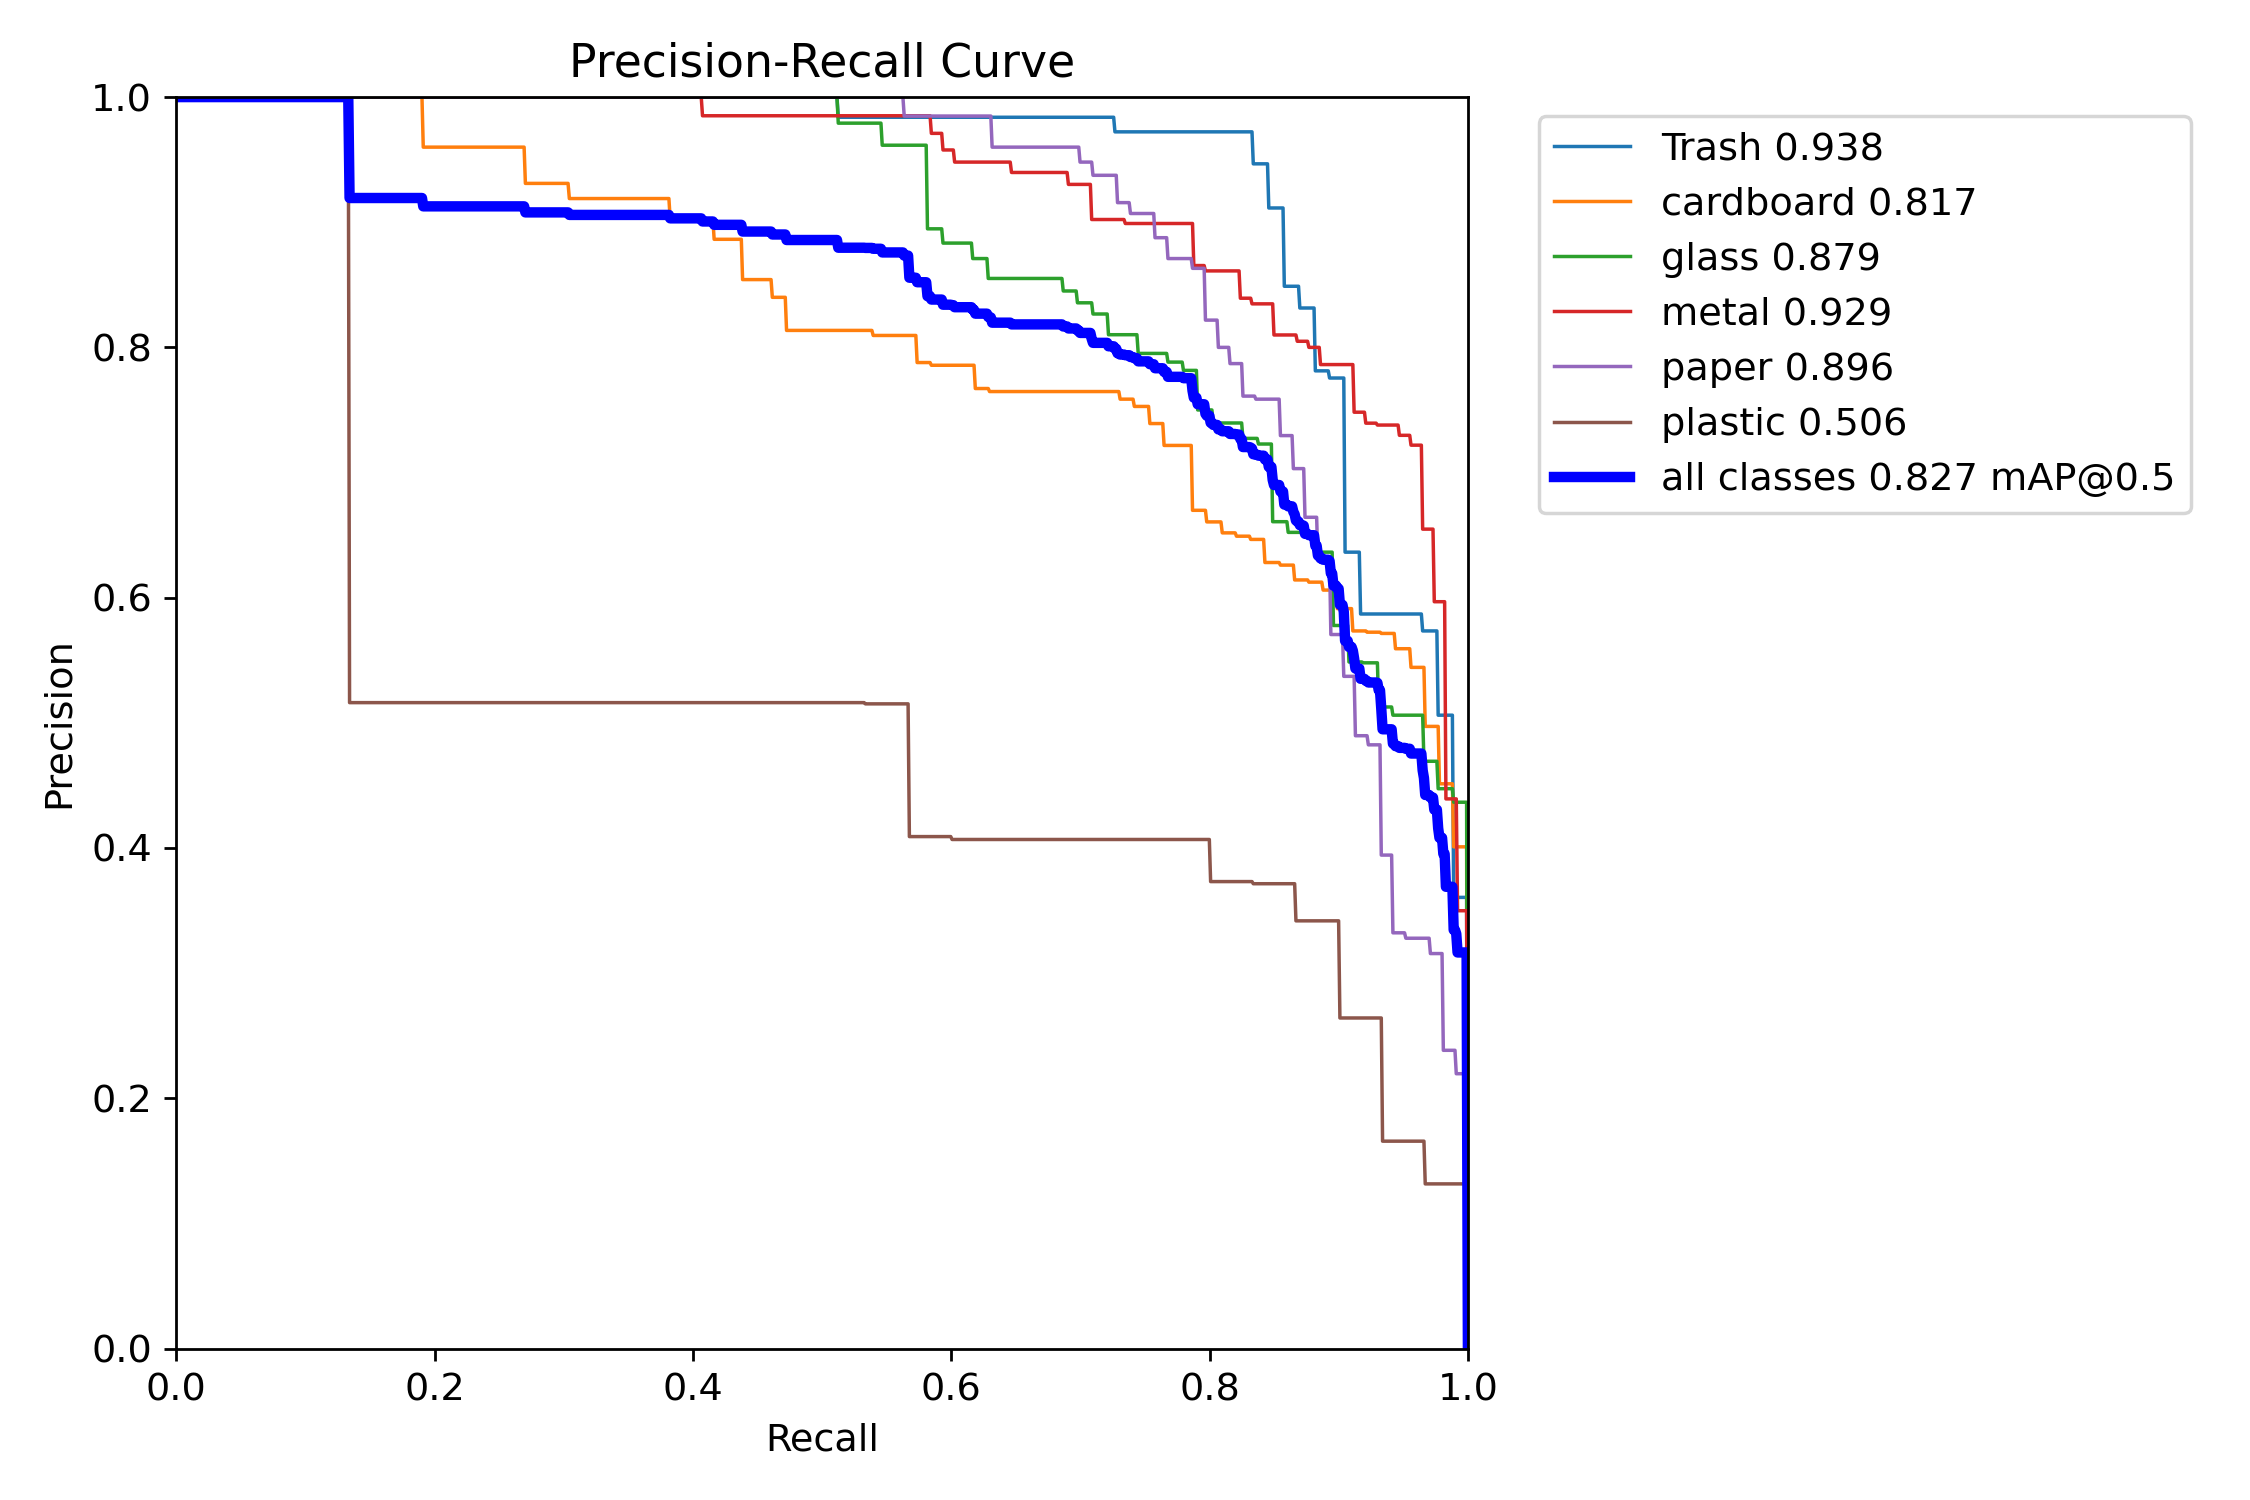 Precision-Recall Curve
1.0
0.8
0.6
0.4
0.2
0.0
Precision
0.0 0.2 0.4 0.6 0.8 1.0
Recall
Trash 0.938
cardboard 0.817
glass 0.879
metal 0.929
paper 0.896
plastic 0.506
all classes 0.827 mAP@0.5